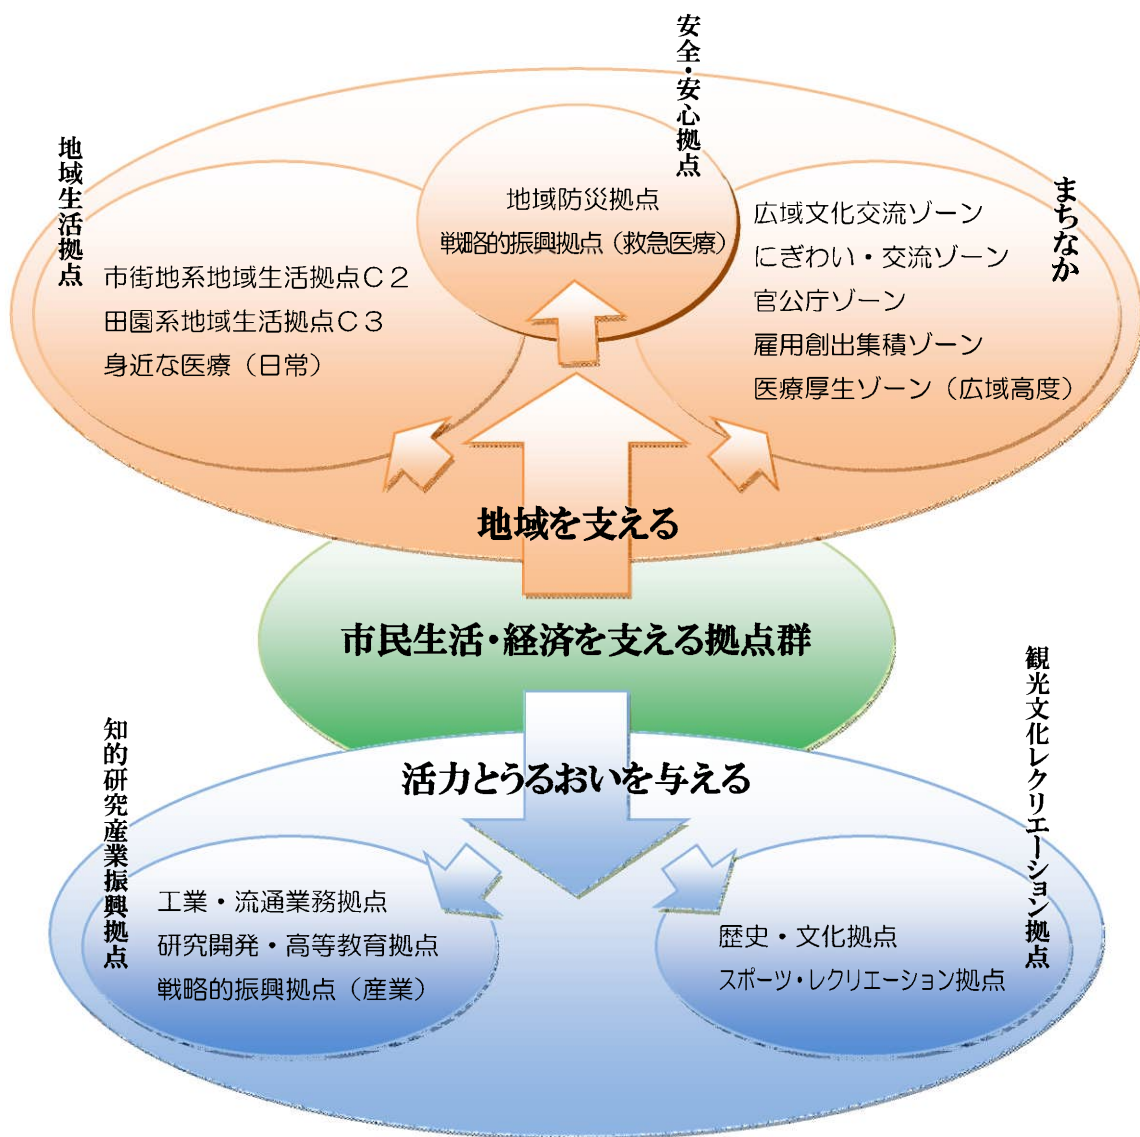 安全・安心拠点
地域生活拠点
まちなか
地域防災拠点
戦略的振興拠点（救急医療）
市街地系地域生活拠点C2
田園系地域生活拠点C3
身近な医療（日常）
広域文化交流ゾーン
にぎわい・交流ゾーン
官公庁ゾーン
雇用創出集積ゾーン
医療厚生ゾーン（広域高度）
地域を支える
市民生活・経済を支える拠点群
活力とうるおいを与える
知的研究産業振興拠点
観光文化レクリエーション拠点
工業・流通業務拠点
研究開発・高等教育拠点
戦略的振興拠点（産業）
歴史・文化拠点
スポーツ・レクリエーション拠点